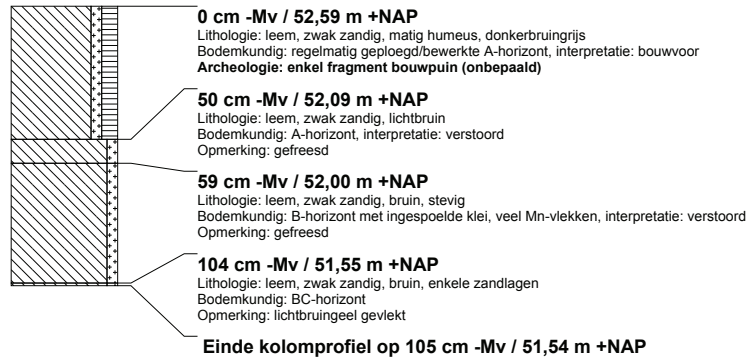 0 cm -Mv / 52,59 m +NAP
Lithologie: leem, zwak zandig, matig humeus, donkerbruingrijs
Bodemkundig: regelmatig geploegd/bewerkte A-horizont, interpretatie: bouwvoor
Archeologie: enkel fragment bouwpuin (onbepaald)
50 cm -Mv / 52,09 m +NAP
Lithologie: leem, zwak zandig, lichtbruin
Bodemkundig: A-horizont, interpretatie: verstoord
Opmerking: gefreesd
59 cm -Mv / 52,00 m +NAP
Lithologie: leem, zwak zandig, bruin, stevig
Bodemkundig: B-horizont met ingespoelde klei, veel Mn-vlekken, interpretatie: verstoord
Opmerking: gefreesd
104 cm -Mv / 51,55 m +NAP
Lithologie: leem, zwak zandig, bruin, enkele zandlagen
Bodemkundig: BC-horizont
Opmerking: lichtbruingeel gevlekt
Einde kolomprofiel op 105 cm -Mv / 51,54 m +NAP